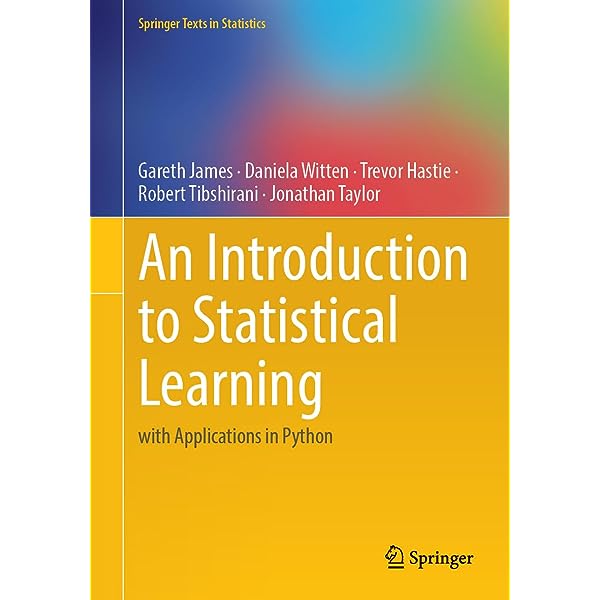 Springer Texts in Statistics
Gareth James · Daniela Witten · Trevor Hastie ·
Robert Tibshirani · Jonathan Taylor
An Introduction
to Statistical
Learning
with Applications in Python
Springer